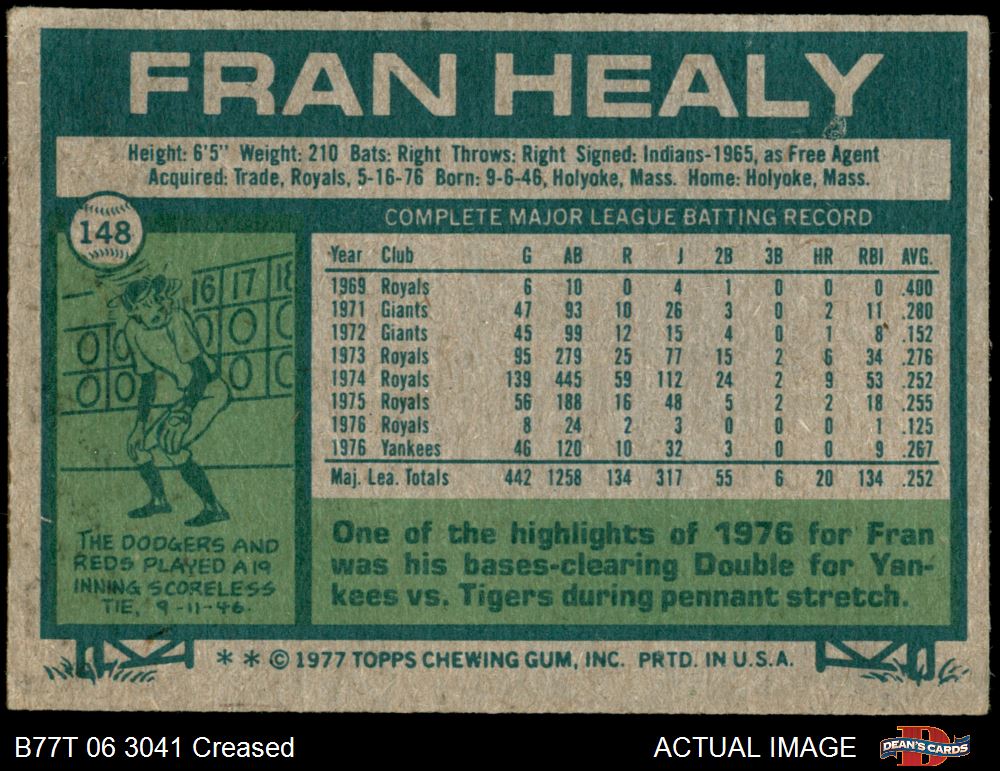 FRAN HEALY
Height: 6'5" Weight: 210 Bats: Right Throws: Right Signed: Indians-1965, as Free Agent
Acquired: Trade, Royals, 5-16-76 Born: 9-6-46, Holyoke, Mass. Home: Holyoke, Mass.
148
COMPLETE MAJOR LEAGUE BATTING RECORD
Year Club G AB R J 2B 3B HR RBI AVG.
1969 Royals 6 10 0 4 1 0 0 0 .400
1971 Giants 47 93 10 26 3 0 2 11 .280
1972 Giants 45 99 12 15 4 0 1 8 .152
1973 Royals 95 279 25 77 15 2 6 34 .276
1974 Royals 139 445 59 112 24 2 9 53 .252
1975 Royals 56 188 16 48 5 2 2 18 .255
1976 Royals 8 24 2 3 0 0 0 1 .125
1976 Yankees 46 120 10 32 3 0 0 9 .267
Maj. Lea. Totals 442 1258 134 317 55 6 20 134 .252
16 17 18
0 0 0 0
0 0 0 0
THE DODGERS AND
REDS PLAYED A 19
INNING SCORELESS
TIE, 9-11-46.
One of the highlights of 1976 for Fran
was his bases-clearing Double for Yan-
kees vs. Tigers during pennant stretch.
* * © 1977 TOPPS CHEWING GUM, INC. PRTD. IN U.S.A.
B77T 06 3041 Creased
ACTUAL IMAGE
DEAN'S CARDS